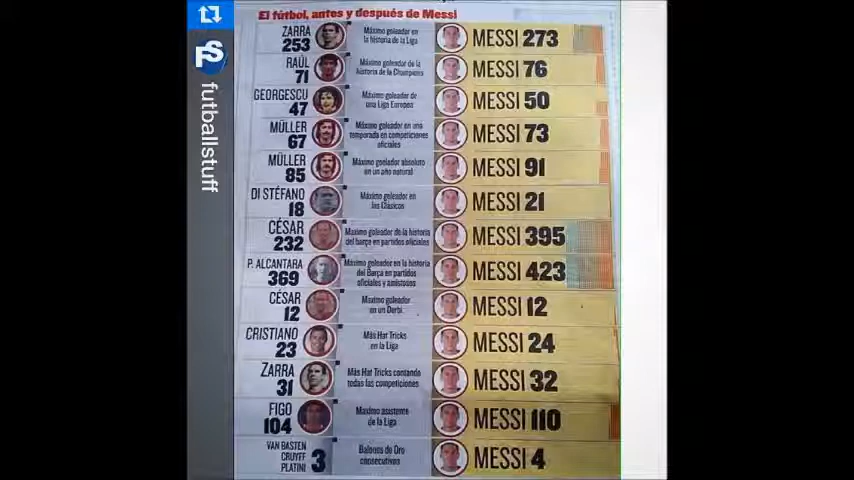 futballstuff
El fútbol, antes y después de Messi
ZARRA
253
Máximo goleador en
la historia de la Liga
MESSI 273
RAÚL
71
Máximo goleador de la
historia de la Champions
MESSI 76
GEORGESCU
47
Máximo goleador de
una Liga Europea
MESSI 50
MÜLLER
67
Máximo goleador en una
temporada en competiciones
oficiales
MESSI 73
MÜLLER
85
Máximo goleador absoluto
en un año natural
MESSI 91
DI STÉFANO
18
Máximo goleador en
los Clásicos
MESSI 21
CÉSAR
232
Máximo goleador de la historia
del barça en partidos oficiales
MESSI 395
P. ALCANTARA
369
Máximo goleador en la historia
del Barça en partidos
oficiales y amistosos
MESSI 423
CÉSAR
12
Máximo goleador
en un Derbi
MESSI 12
CRISTIANO
23
Más Hat Tricks
en la Liga
MESSI 24
ZARRA
31
Más Hat Tricks contando
todas las competiciones
MESSI 32
FIGO
104
Maximo asistente
de la Liga
MESSI 110
VAN BASTEN
CRUYFF
PLATINI
3
Balones de Oro
consecutivos
MESSI 4